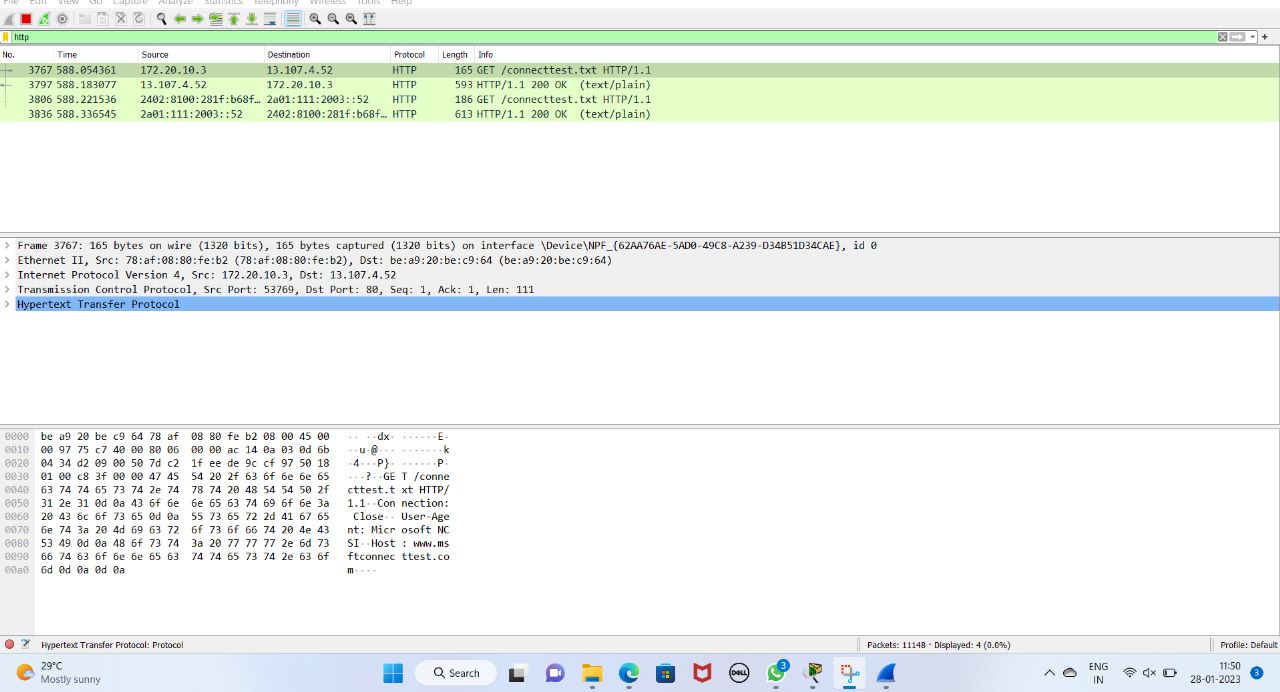 File Edit View Go Capture Analyze Statistics Telephony Wireless Tools Help
http
No. Time Source Destination Protocol Length Info
3767 588.054361 172.20.10.3 13.107.4.52 HTTP 165 GET /connecttest.txt HTTP/1.1
3797 588.183077 13.107.4.52 172.20.10.3 HTTP 593 HTTP/1.1 200 OK (text/plain)
3806 588.221536 2402:8100:281f:b68f… 2a01:111:2003::52 HTTP 186 GET /connecttest.txt HTTP/1.1
3836 588.336545 2a01:111:2003::52 2402:8100:281f:b68f… HTTP 613 HTTP/1.1 200 OK (text/plain)
Frame 3767: 165 bytes on wire (1320 bits), 165 bytes captured (1320 bits) on interface \Device\NPF_{62AA76AE-5AD0-49C8-A239-D34B51D34CAE}, id 0
Ethernet II, Src: 78:af:08:80:fe:b2 (78:af:08:80:fe:b2), Dst: be:a9:20:be:c9:64 (be:a9:20:be:c9:64)
Internet Protocol Version 4, Src: 172.20.10.3, Dst: 13.107.4.52
Transmission Control Protocol, Src Port: 53769, Dst Port: 80, Seq: 1, Ack: 1, Len: 111
Hypertext Transfer Protocol
0000 be a9 20 be c9 64 78 af 08 80 fe b2 08 00 45 00 ·· ··dx· ······E·
0010 00 97 75 c7 40 00 80 06 00 00 ac 14 0a 03 0d 6b ··u·@··· ·······k
0020 04 34 d2 09 00 50 7d c2 1f ee de 9c cf 97 50 18 ·4···P}· ······P·
0030 01 00 c8 3f 00 00 47 45 54 20 2f 63 6f 6e 6e 65 ···?··GE T /conne
0040 63 74 74 65 73 74 2e 74 78 74 20 48 54 54 50 2f cttest.t xt HTTP/
0050 31 2e 31 0d 0a 43 6f 6e 6e 65 63 74 69 6f 6e 3a 1.1··Con nection:
0060 20 43 6c 6f 73 65 0d 0a 55 73 65 72 2d 41 67 65 Close·· User-Age
0070 6e 74 3a 20 4d 69 63 72 6f 73 6f 66 74 20 4e 43 nt: Micr osoft NC
0080 53 49 0d 0a 48 6f 73 74 3a 20 77 77 77 2e 6d 73 SI··Host : www.ms
0090 66 74 63 6f 6e 6e 65 63 74 74 65 73 74 2e 63 6f ftconnec ttest.co
00a0 6d 0d 0a 0d 0a m····
Hypertext Transfer Protocol: Protocol Packets: 11148 · Displayed: 4 (0.0%) Profile: Default
29°C
Mostly sunny
Search
DELL
3
ENG
IN
11:50
28-01-2023
3